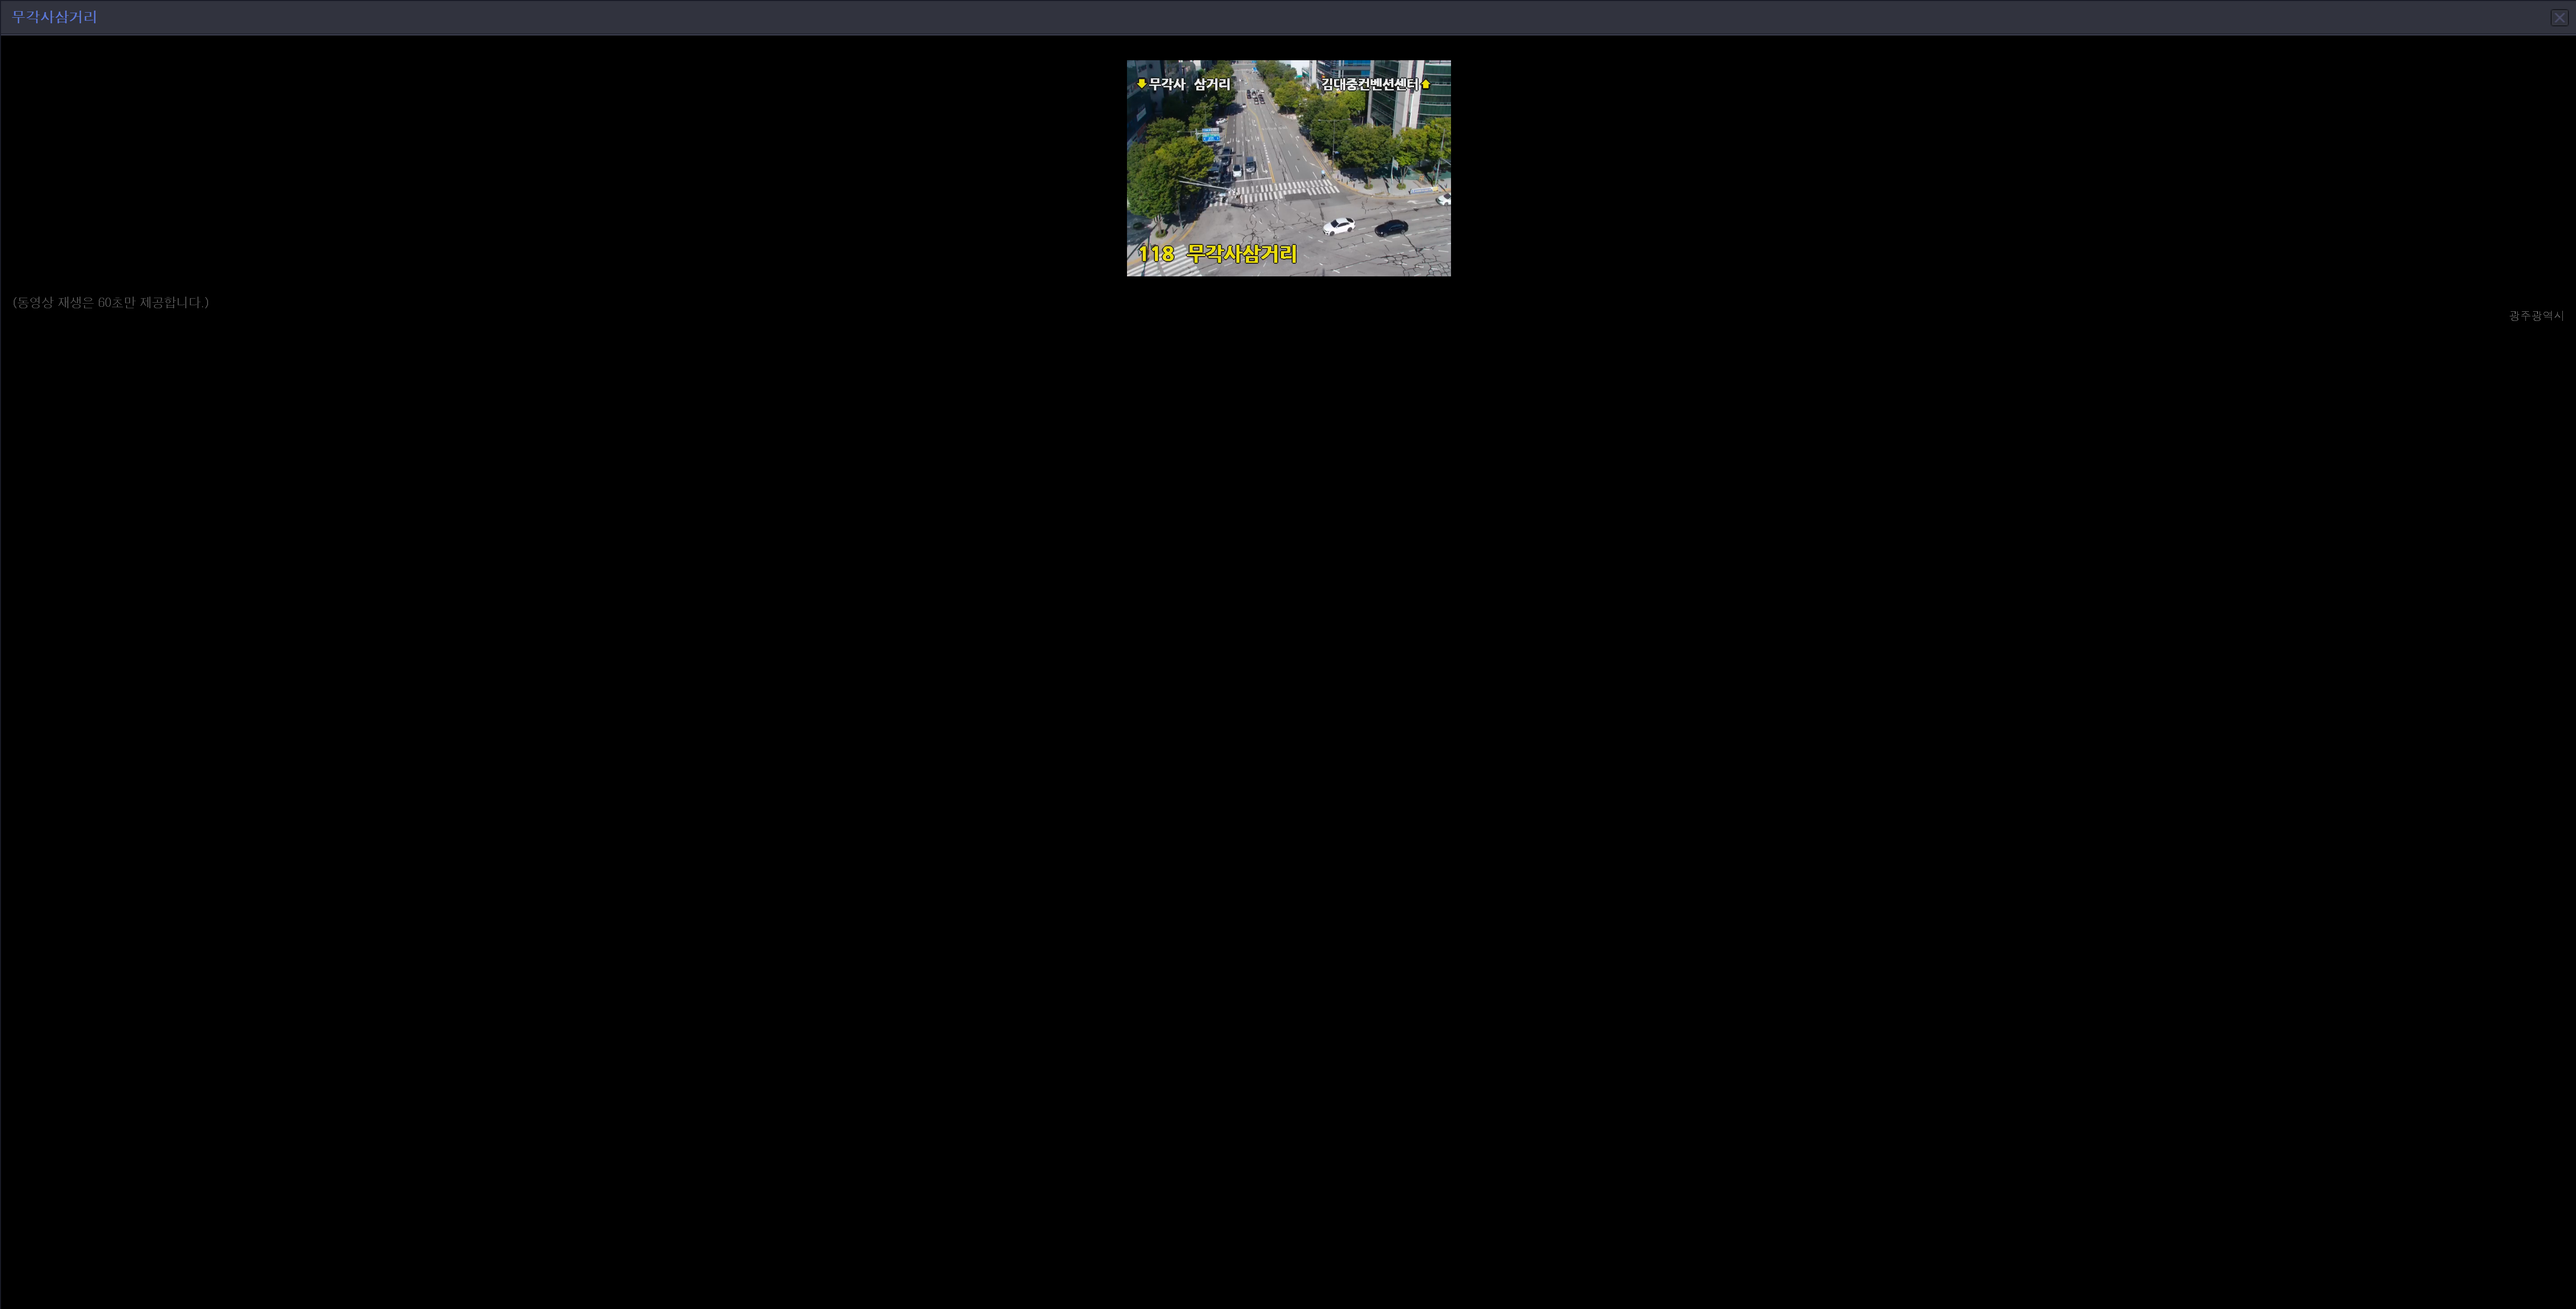 무각사삼거리
무각사 삼거리
김대중컨벤션센터
118 무각사삼거리
(동영상 재생은 60초만 제공합니다.)
광주광역시